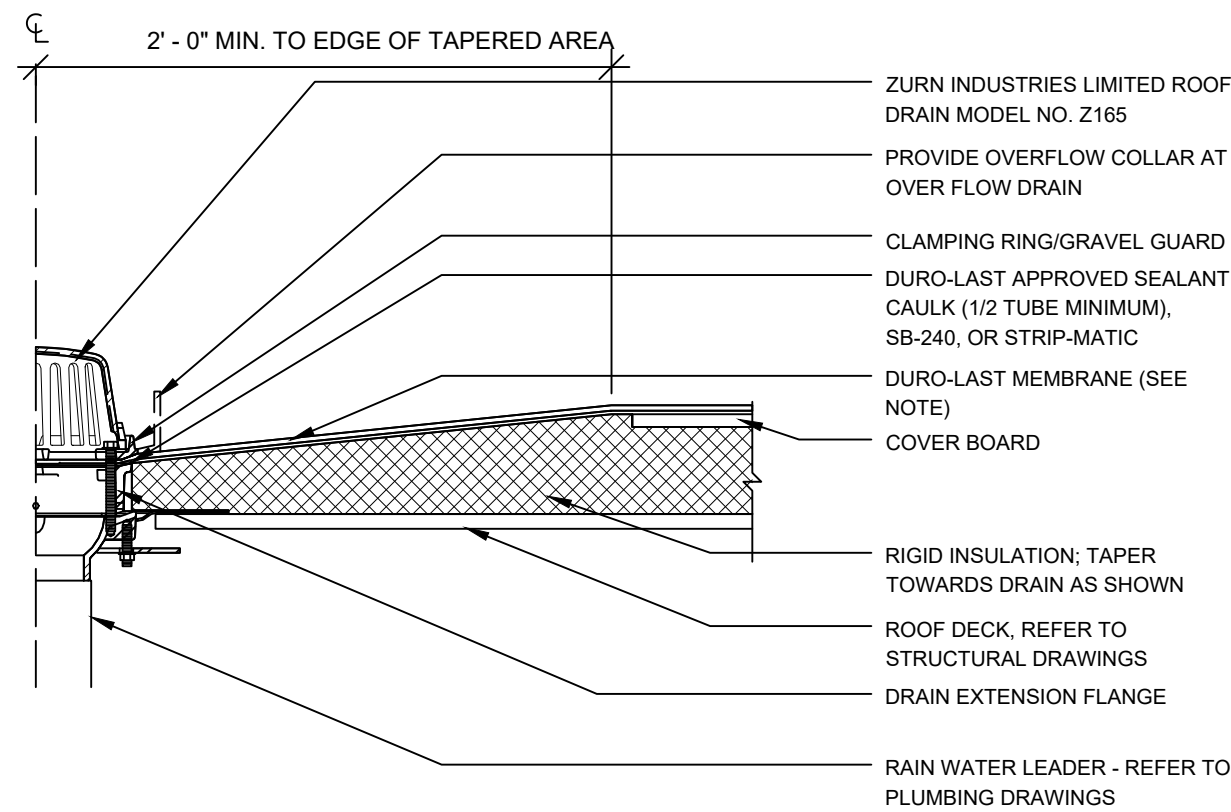 ℄
2' - 0" MIN. TO EDGE OF TAPERED AREA
ZURN INDUSTRIES LIMITED ROOF
DRAIN MODEL NO. Z165
PROVIDE OVERFLOW COLLAR AT
OVER FLOW DRAIN
CLAMPING RING/GRAVEL GUARD
DURO-LAST APPROVED SEALANT
CAULK (1/2 TUBE MINIMUM),
SB-240, OR STRIP-MATIC
DURO-LAST MEMBRANE (SEE
NOTE)
COVER BOARD
RIGID INSULATION; TAPER
TOWARDS DRAIN AS SHOWN
ROOF DECK, REFER TO
STRUCTURAL DRAWINGS
DRAIN EXTENSION FLANGE
RAIN WATER LEADER - REFER TO
PLUMBING DRAWINGS